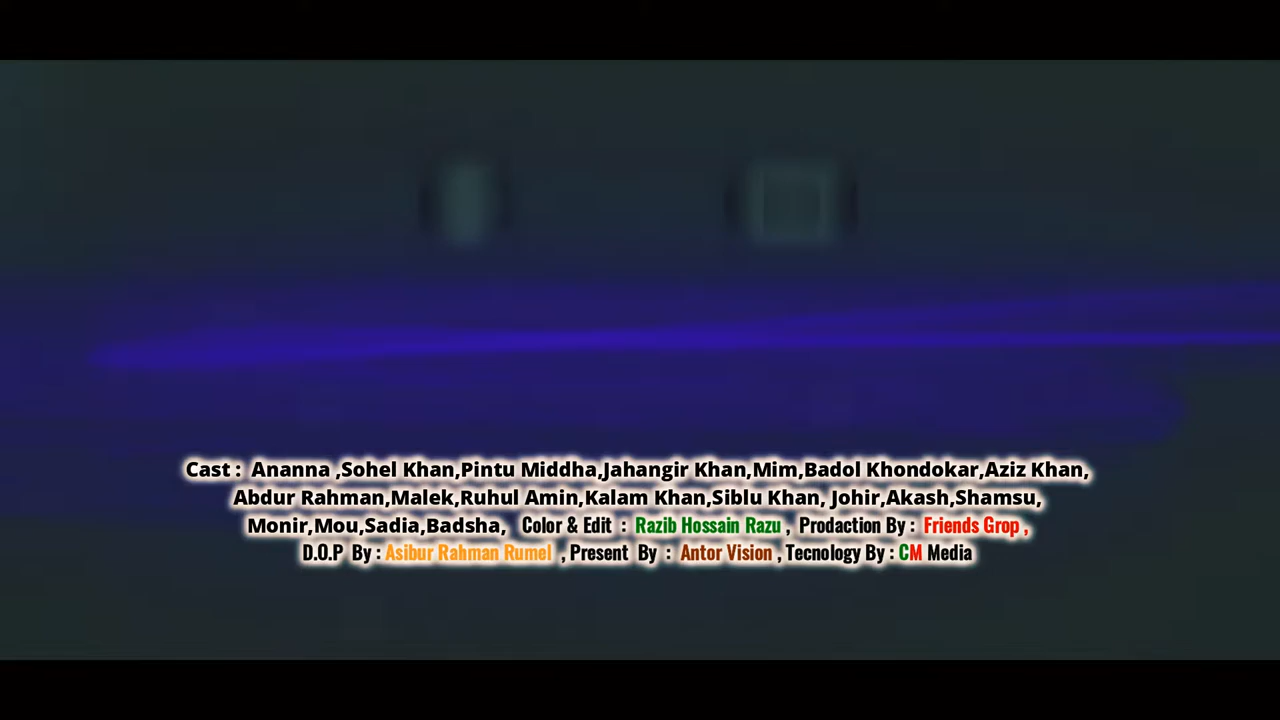 Cast : Ananna ,Sohel Khan,Pintu Middha,Jahangir Khan,Mim,Badol Khondokar,Aziz Khan,
Abdur Rahman,Malek,Ruhul Amin,Kalam Khan,Siblu Khan, Johir,Akash,Shamsu,
Monir,Mou,Sadia,Badsha, Color & Edit : Razib Hossain Razu , Prodaction By : Friends Grop ,
D.O.P By : Asibur Rahman Rumel , Present By : Antor Vision , Tecnology By : CM Media